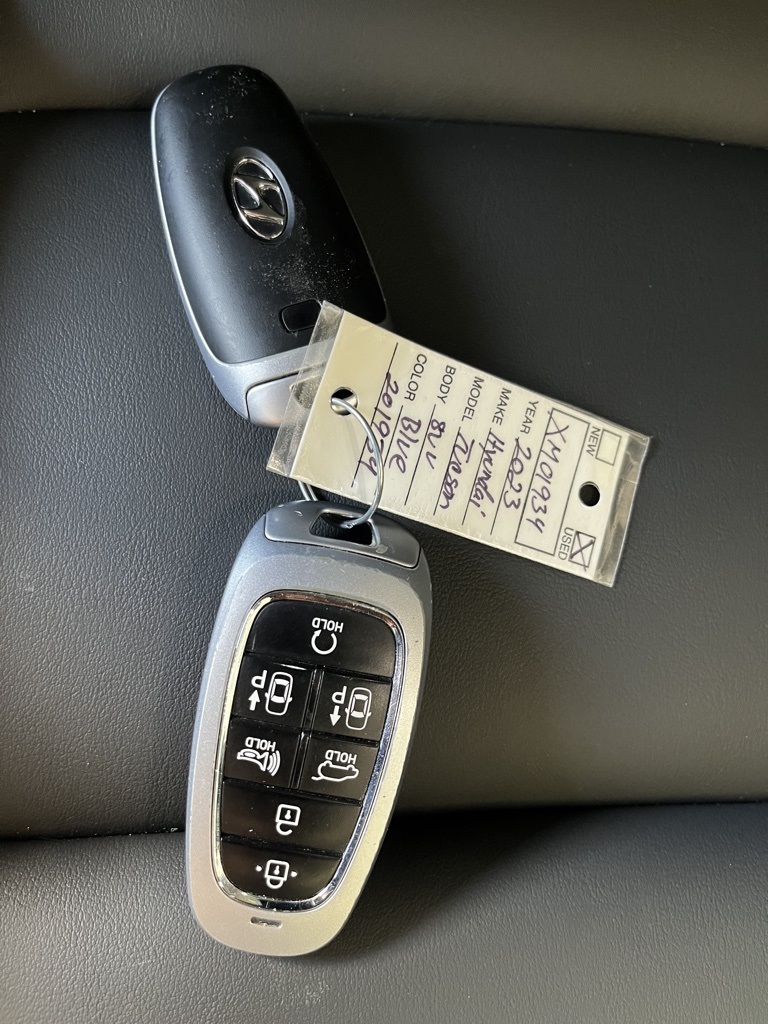 NEW
USED
XM01934
YEAR 2023
MAKE Hyundai
MODEL Tucson
BODY SUV
COLOR Blue
201934
HOLD
P
P
HOLD
HOLD